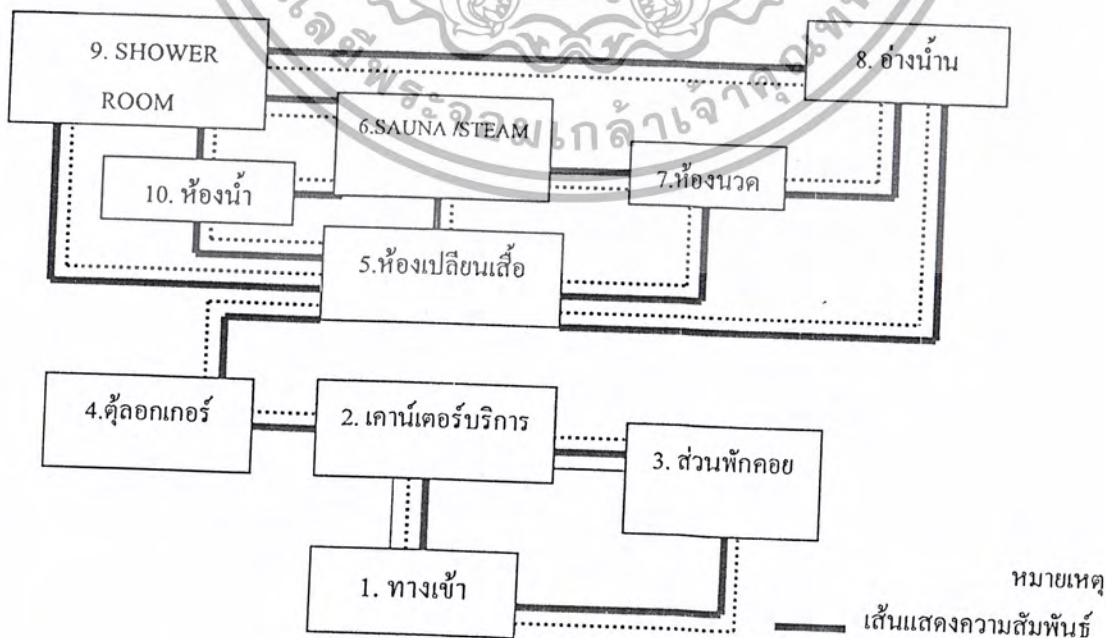 9. SHOWER
ROOM
8. อ่างน้ำน
6.SAUNA /STEAM
7.ห้องนวด
10. ห้องน้ำ
5.ห้องเปลี่ยนเสื้อ
4.ตู้ลอกเกอร์
2. เคาน์เตอร์บริการ
3. ส่วนพักคอย
1. ทางเข้า
หมายเหตุ
เส้นแสดงความสัมพันธ์